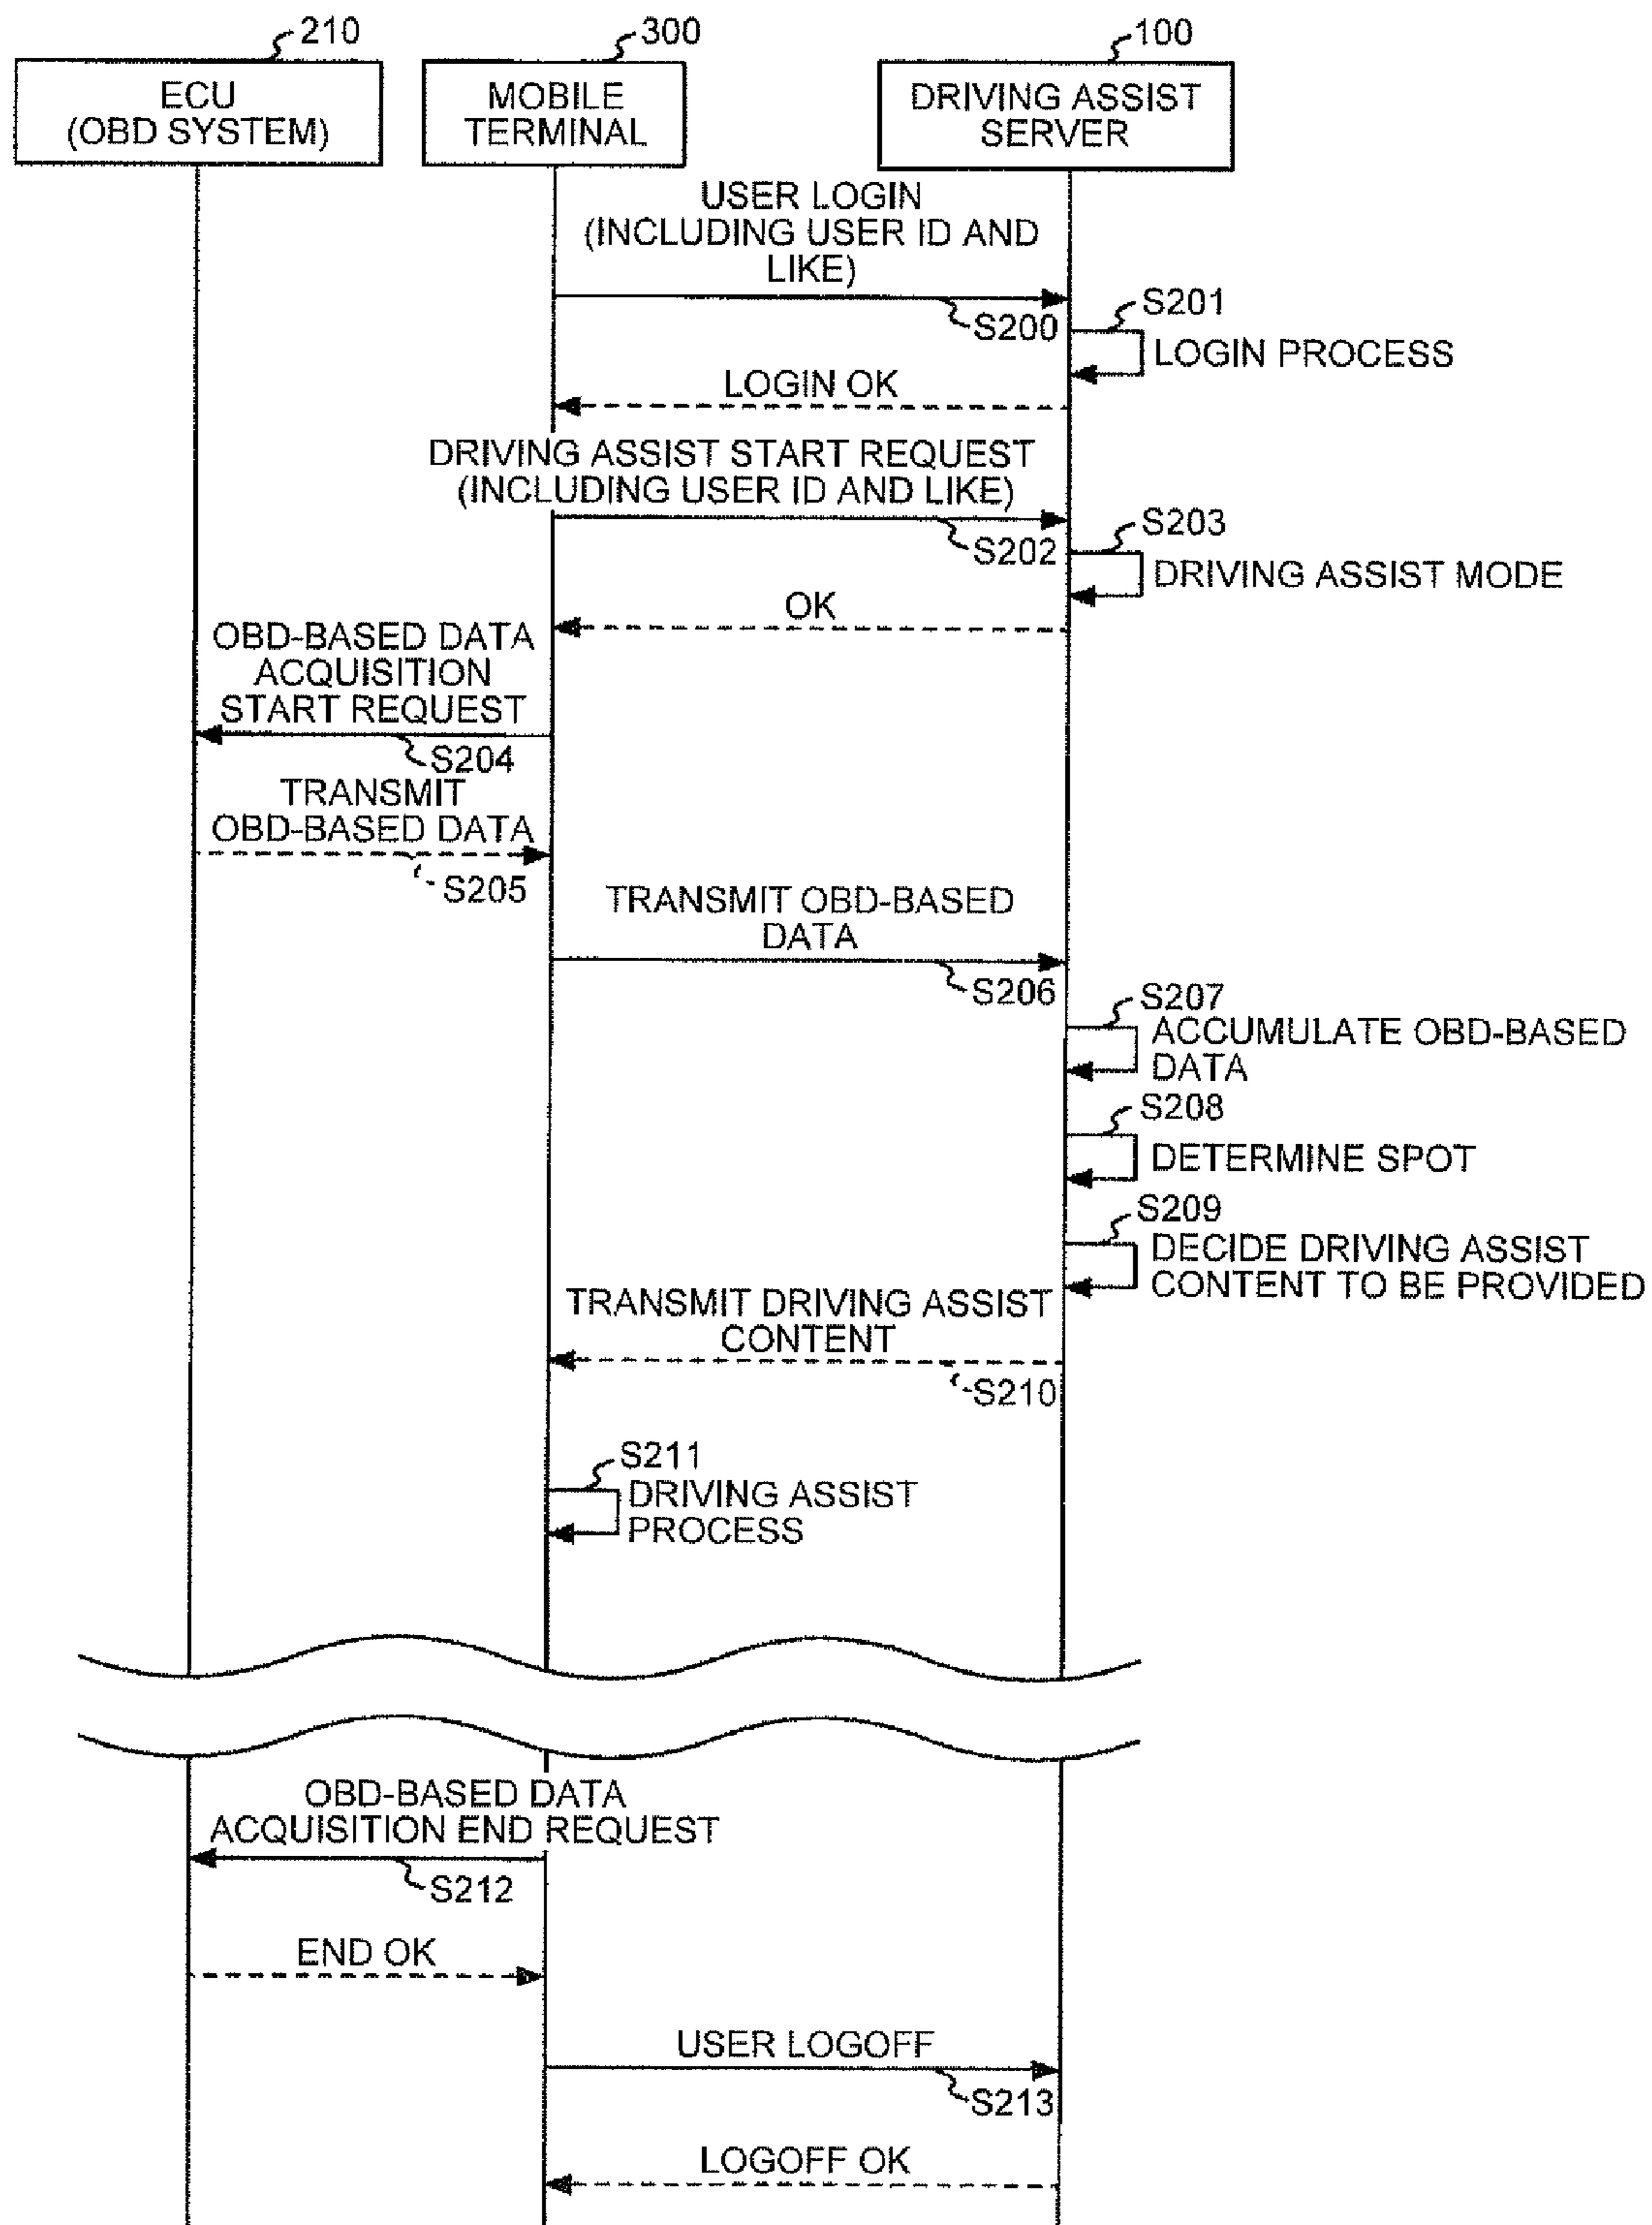 210
300
100
ECU
(OBD SYSTEM)
MOBILE
TERMINAL
DRIVING ASSIST
SERVER
USER LOGIN
(INCLUDING USER ID AND
LIKE)
S200
S201
LOGIN PROCESS
LOGIN OK
DRIVING ASSIST START REQUEST
(INCLUDING USER ID AND LIKE)
S202
S203
DRIVING ASSIST MODE
OK
OBD-BASED DATA
ACQUISITION
START REQUEST
S204
TRANSMIT
OBD-BASED DATA
S205
TRANSMIT OBD-BASED
DATA
S206
S207
ACCUMULATE OBD-BASED
DATA
S208
DETERMINE SPOT
S209
DECIDE DRIVING ASSIST
CONTENT TO BE PROVIDED
TRANSMIT DRIVING ASSIST
CONTENT
S210
S211
DRIVING ASSIST
PROCESS
OBD-BASED DATA
ACQUISITION END REQUEST
S212
END OK
USER LOGOFF
S213
LOGOFF OK